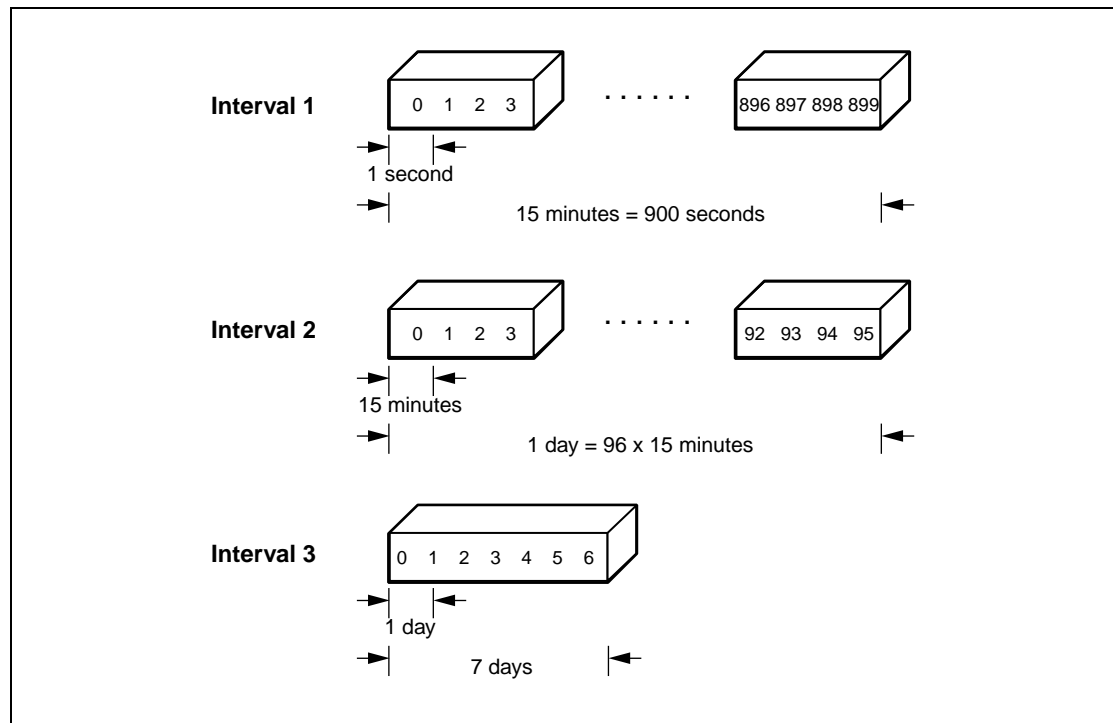 Interval 1
0 1 2 3
. . . . . .
896 897 898 899
1 second
15 minutes = 900 seconds
Interval 2
0 1 2 3
. . . . . .
92 93 94 95
15 minutes
1 day = 96 x 15 minutes
Interval 3
0 1 2 3 4 5 6
1 day
7 days